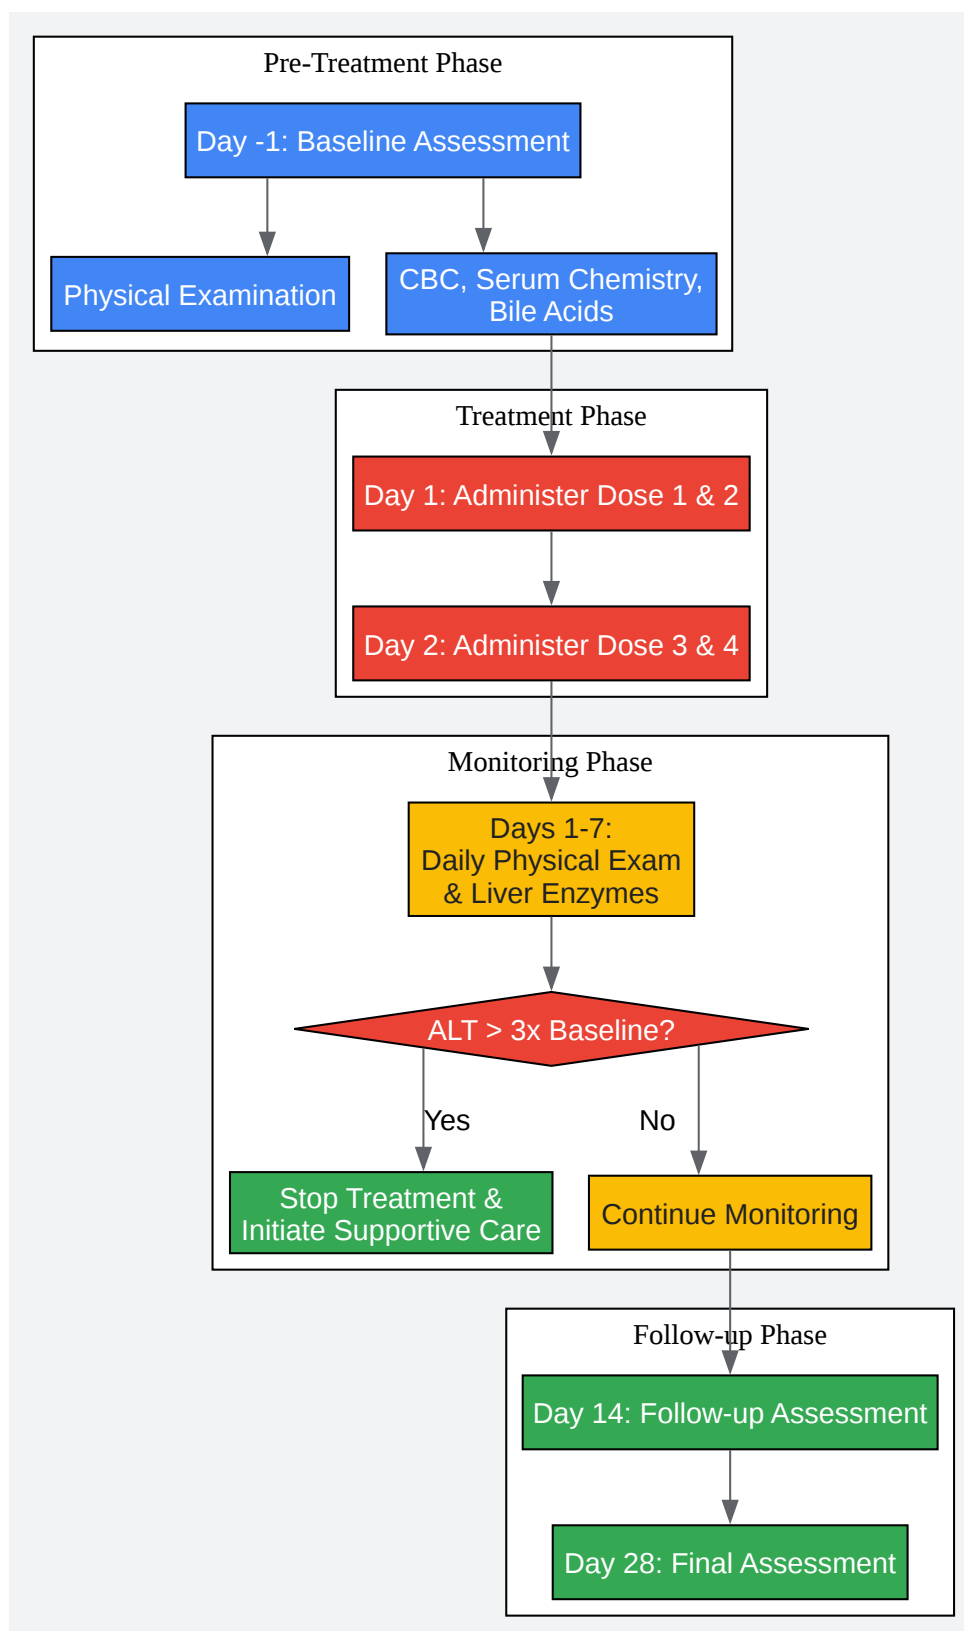 Pre-Treatment Phase
Day -1: Baseline Assessment
Physical Examination
CBC, Serum Chemistry,
Bile Acids
Treatment Phase
Day 1: Administer Dose 1 & 2
Day 2: Administer Dose 3 & 4
Monitoring Phase
Days 1-7:
Daily Physical Exam
& Liver Enzymes
ALT > 3x Baseline?
Yes
No
Stop Treatment &
Initiate Supportive Care
Continue Monitoring
Follow-up Phase
Day 14: Follow-up Assessment
Day 28: Final Assessment